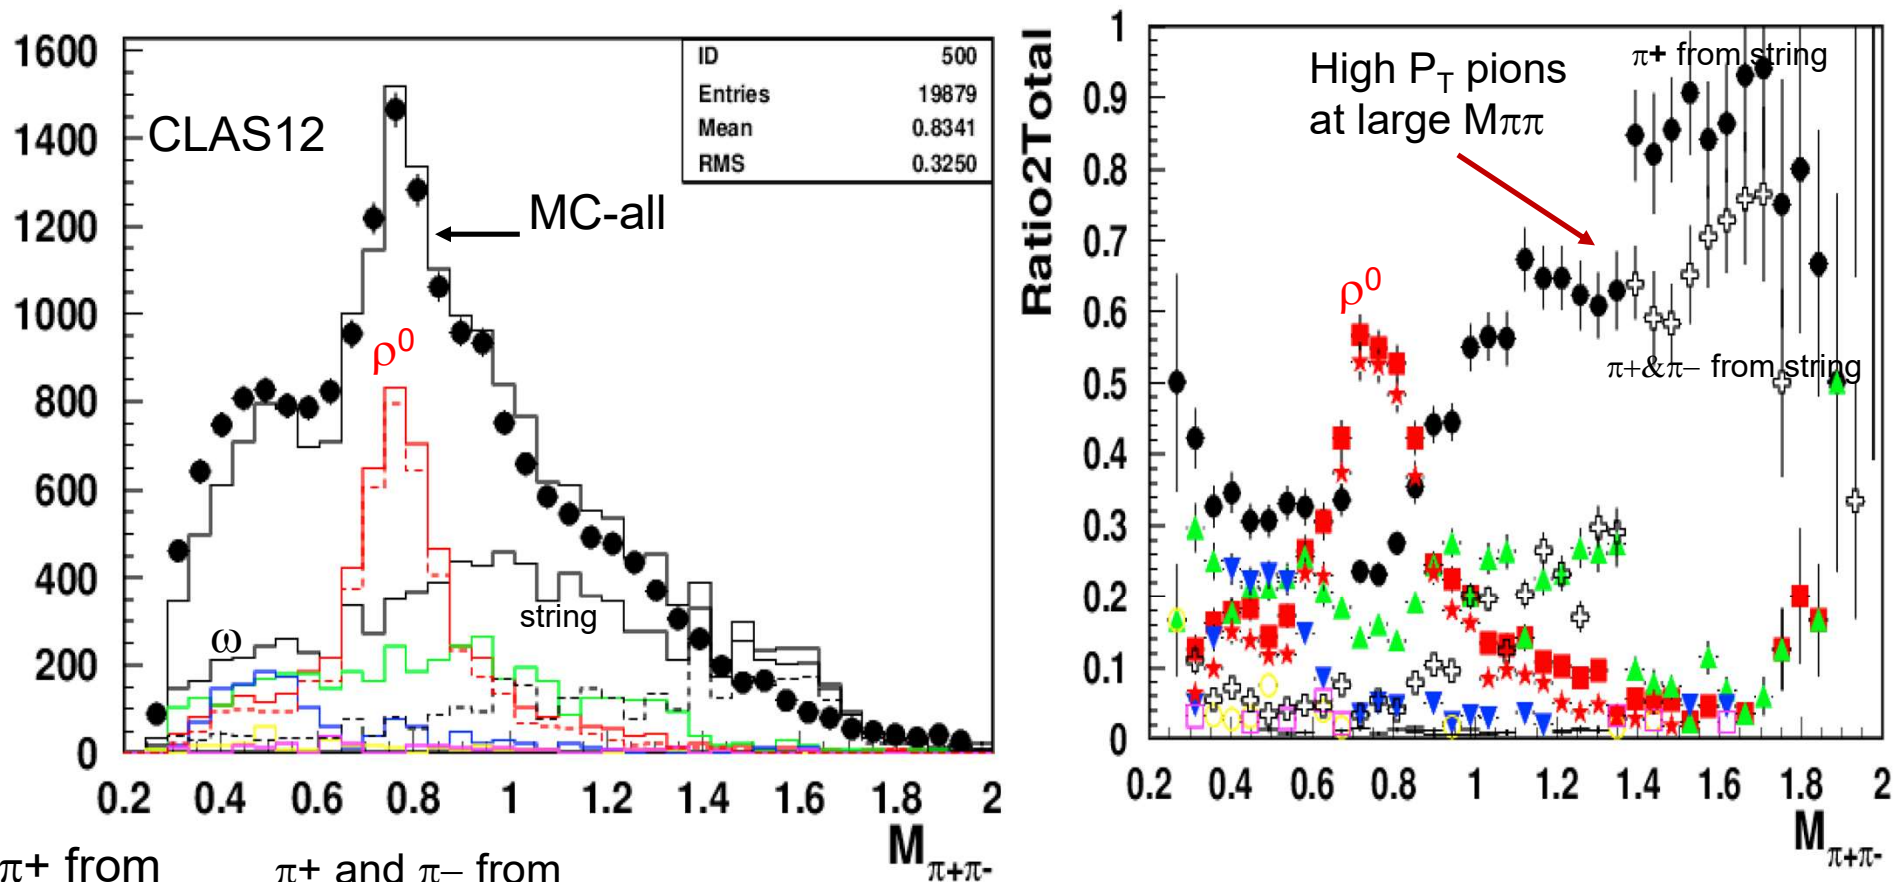 CLAS12
MC-all
ρ0
ω
string
ID 500
Entries 19879
Mean 0.8341
RMS 0.3250
1600
1400
1200
1000
800
600
400
200
0
0.2 0.4 0.6 0.8 1 1.2 1.4 1.6 1.8 2
Mπ+π-
π+ from
π+ and π− from
Ratio2Total
High PT pions
at large Mππ
π+ from string
ρ0
π+&π− from string
1
0.9
0.8
0.7
0.6
0.5
0.4
0.3
0.2
0.1
0
0.2 0.4 0.6 0.8 1 1.2 1.4 1.6 1.8 2
Mπ+π-